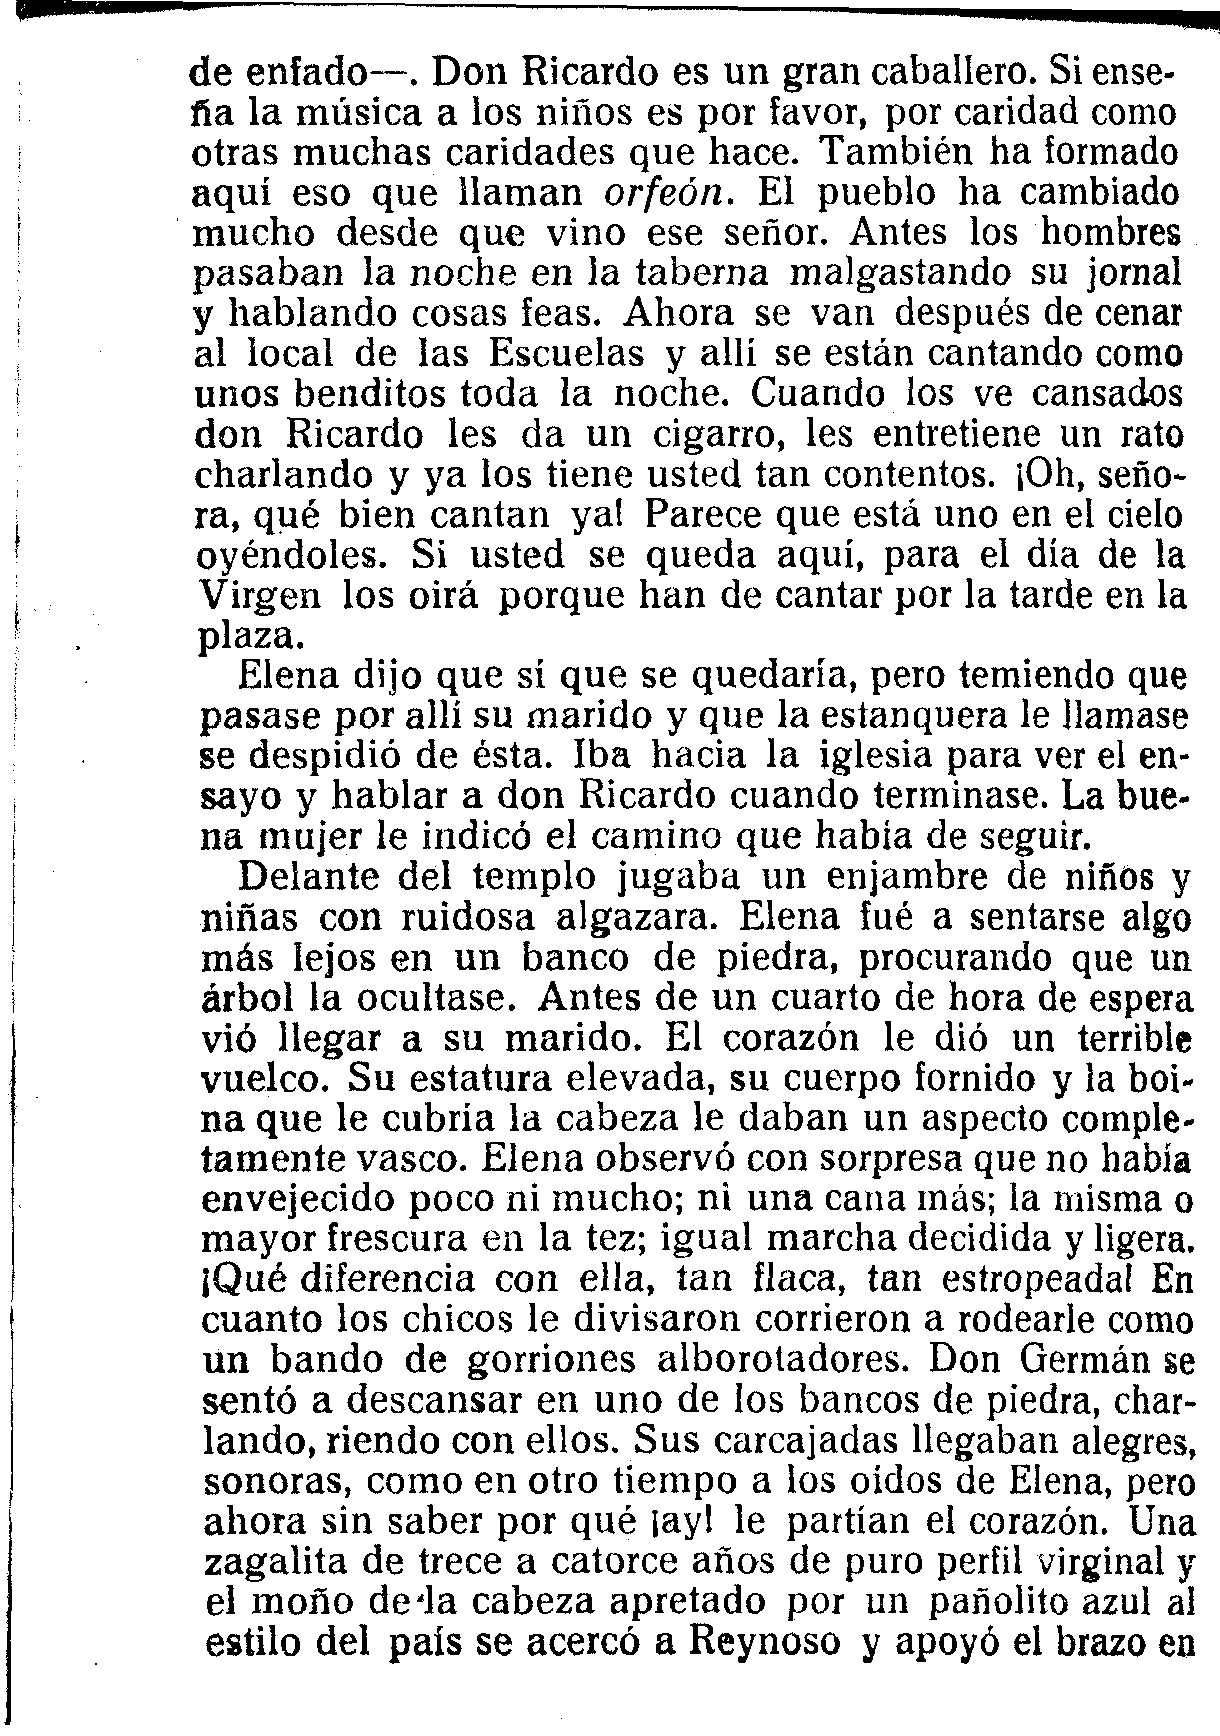 de enfado—. Don Ricardo es un gran caballero. Si ense-
ña la música a los niños es por favor, por caridad como
otras muchas caridades que hace. También ha formado
aquí eso que llaman orfeón. El pueblo ha cambiado
mucho desde que vino ese señor. Antes los hombres
pasaban la noche en la taberna malgastando su jornal
y hablando cosas feas. Ahora se van después de cenar
al local de las Escuelas y allí se están cantando como
unos benditos toda la noche. Cuando los ve cansados
don Ricardo les da un cigarro, les entretiene un rato
charlando y ya los tiene usted tan contentos. ¡Oh, seño-
ra, qué bien cantan ya! Parece que está uno en el cielo
oyéndoles. Si usted se queda aquí, para el día de la
Virgen los oirá porque han de cantar por la tarde en la
plaza.
Elena dijo que sí que se quedaría, pero temiendo que
pasase por allí su marido y que la estanquera le llamase
se despidió de ésta. Iba hacia la iglesia para ver el en-
sayo y hablar a don Ricardo cuando terminase. La bue-
na mujer le indicó el camino que había de seguir.
Delante del templo jugaba un enjambre de niños y
niñas con ruidosa algazara. Elena fué a sentarse algo
más lejos en un banco de piedra, procurando que un
árbol la ocultase. Antes de un cuarto de hora de espera
vió llegar a su marido. El corazón le dió un terrible
vuelco. Su estatura elevada, su cuerpo fornido y la boi-
na que le cubría la cabeza le daban un aspecto comple-
tamente vasco. Elena observó con sorpresa que no había
envejecido poco ni mucho; ni una cana más; la misma o
mayor frescura en la tez; igual marcha decidida y ligera.
¡Qué diferencia con ella, tan flaca, tan estropeada! En
cuanto los chicos le divisaron corrieron a rodearle como
un bando de gorriones alborotadores. Don Germán se
sentó a descansar en uno de los bancos de piedra, char-
lando, riendo con ellos. Sus carcajadas llegaban alegres,
sonoras, como en otro tiempo a los oídos de Elena, pero
ahora sin saber por qué ¡ay! le partían el corazón. Una
zagalita de trece a catorce años de puro perfil virginal y
el moño de la cabeza apretado por un pañolito azul al
estilo del país se acercó a Reynoso y apoyó el brazo en